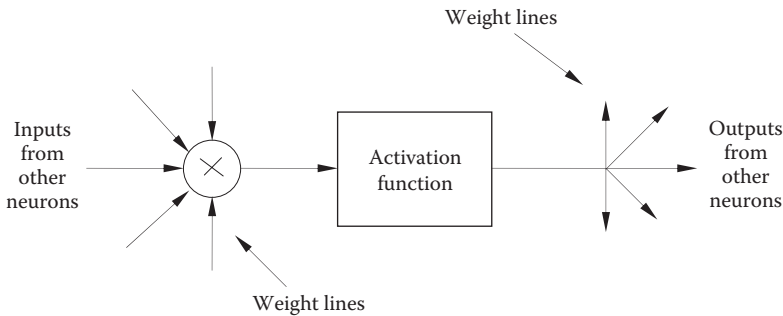 Weight lines
Inputs
from
other
neurons
Activation
function
Outputs
from
other
neurons
Weight lines